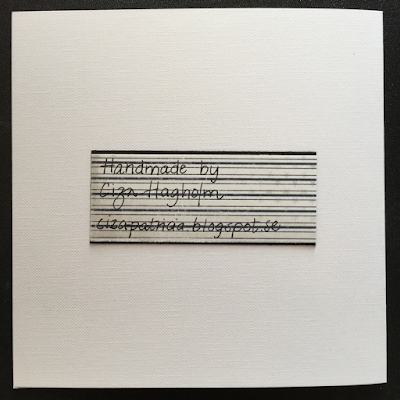 Handmade by
Ciza Hagholm
cizapatricia.blogspot.se